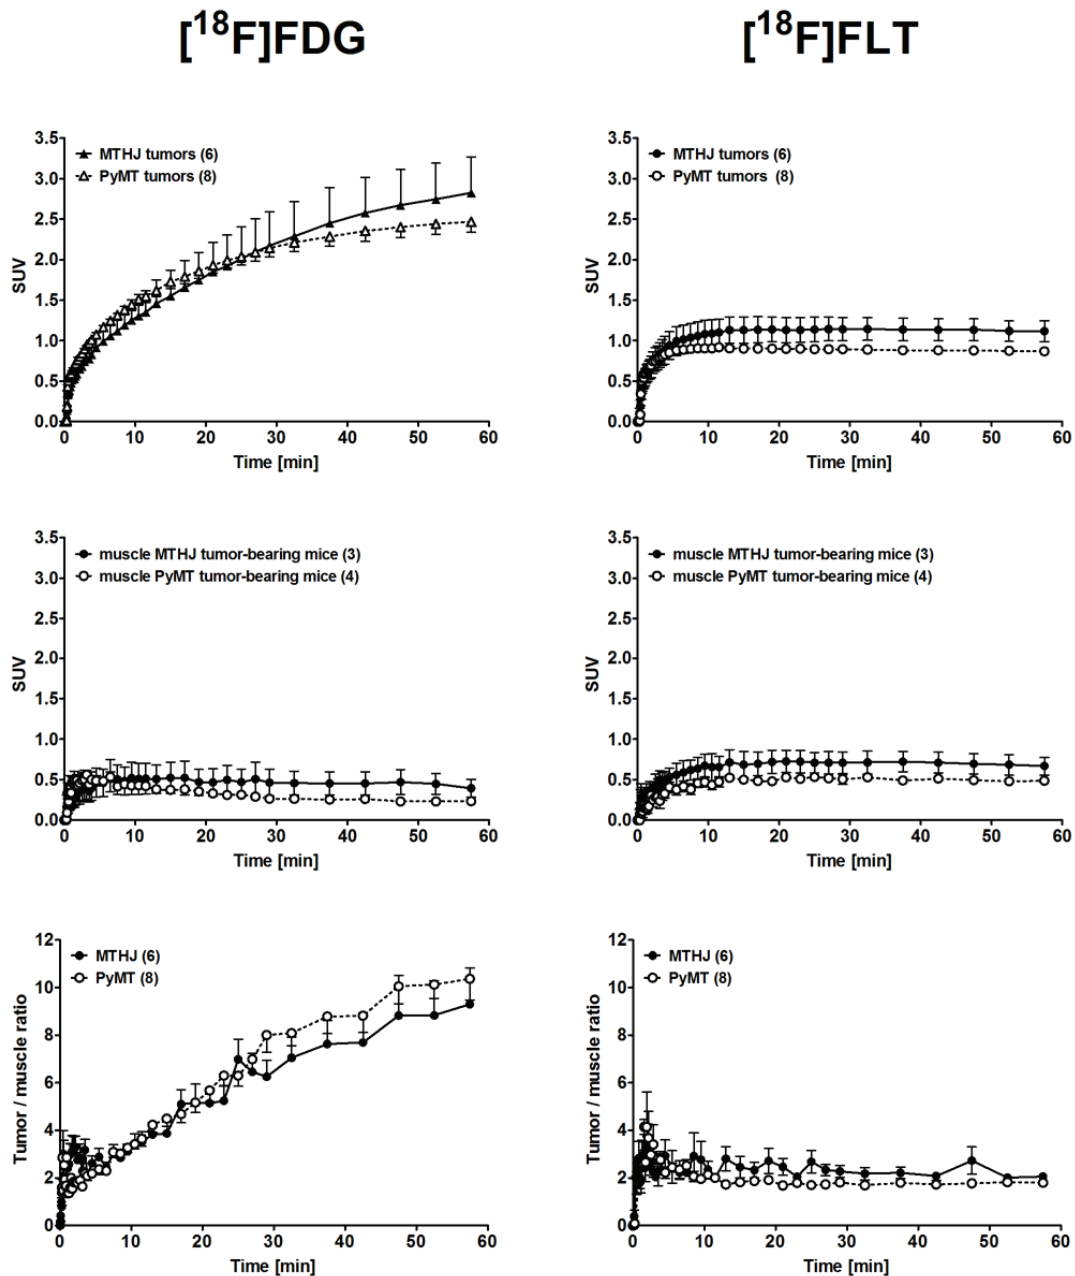 [¹⁸F]FDG
[¹⁸F]FLT
3.5
3.0
2.5
2.0
1.5
1.0
0.5
0.0
SUV
MTHJ tumors (6)
PyMT tumors (8)
0 10 20 30 40 50 60
Time [min]
3.5
3.0
2.5
2.0
1.5
1.0
0.5
0.0
SUV
MTHJ tumors (6)
PyMT tumors (8)
0 10 20 30 40 50 60
Time [min]
3.5
3.0
2.5
2.0
1.5
1.0
0.5
0.0
SUV
muscle MTHJ tumor-bearing mice (3)
muscle PyMT tumor-bearing mice (4)
0 10 20 30 40 50 60
Time [min]
3.5
3.0
2.5
2.0
1.5
1.0
0.5
0.0
SUV
muscle MTHJ tumor-bearing mice (3)
muscle PyMT tumor-bearing mice (4)
0 10 20 30 40 50 60
Time [min]
12
10
8
6
4
2
0
Tumor / muscle ratio
MTHJ (6)
PyMT (8)
0 10 20 30 40 50 60
Time [min]
12
10
8
6
4
2
0
Tumor / muscle ratio
MTHJ (6)
PyMT (8)
0 10 20 30 40 50 60
Time [min]